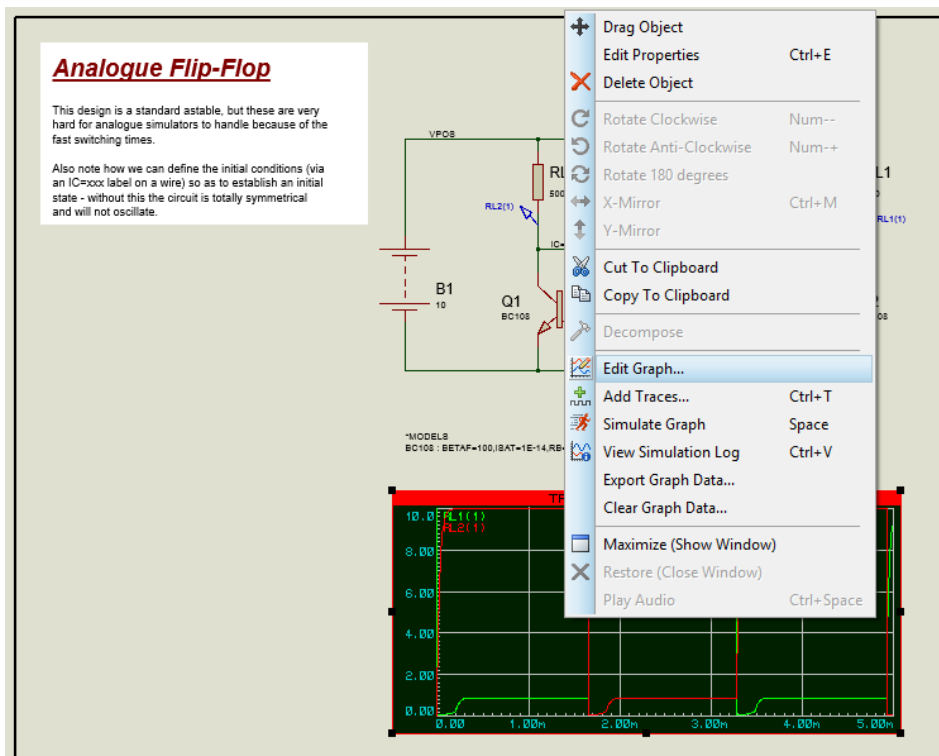 Analogue Flip-Flop
This design is a standard astable, but these are very
hard for analogue simulators to handle because of the
fast switching times.
Also note how we can define the initial conditions (via
an IC=xxx label on a wire) so as to establish an initial
state - without this the circuit is totally symmetrical
and will not oscillate.
Drag Object
Edit Properties Ctrl+E
Delete Object
Rotate Clockwise Num--
Rotate Anti-Clockwise Num-+
Rotate 180 degrees
X-Mirror Ctrl+M
Y-Mirror
Cut To Clipboard
Copy To Clipboard
Decompose
Edit Graph...
Add Traces... Ctrl+T
Simulate Graph Space
View Simulation Log Ctrl+V
Export Graph Data...
Clear Graph Data...
Maximize (Show Window)
Restore (Close Window)
Play Audio Ctrl+Space
VPOS
RL
500
RL2(1)
IC=
L1
RL1(1)
B1
10
Q1
BC108
08
*MODELS
BC108 : BETAF=100,ISAT=1E-14,RB=
RL1(1)
RL2(1)
10.0
8.00
6.00
4.00
2.00
0.00
0.00 1.00m 2.00m 3.00m 4.00m 5.00m